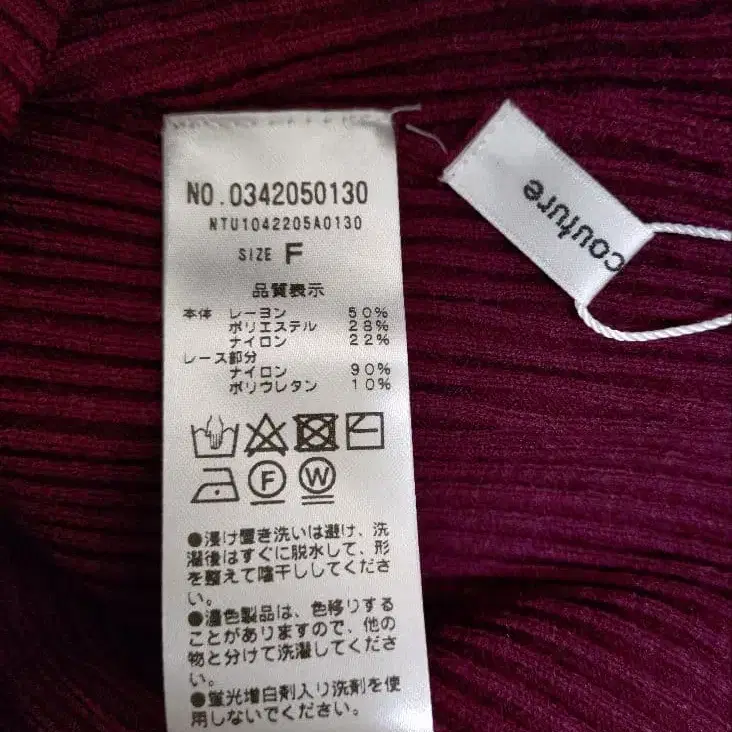 NO.0342050130
NTU1042205A0130
SIZE F
品質表示
本体 レーヨン 50%
ポリエステル 28%
ナイロン 22%
レース部分
ナイロン 90%
ポリウレタン 10%
F W
●浸け置き洗いは避け、洗
濯後はすぐに脱水して、形
を整えて陰干ししてくださ
い。
●濃色製品は、色移りする
ことがありますので、他の
物と分けて洗濯してくださ
い。
●蛍光増白剤入り洗剤を使
用しないでください。
couture